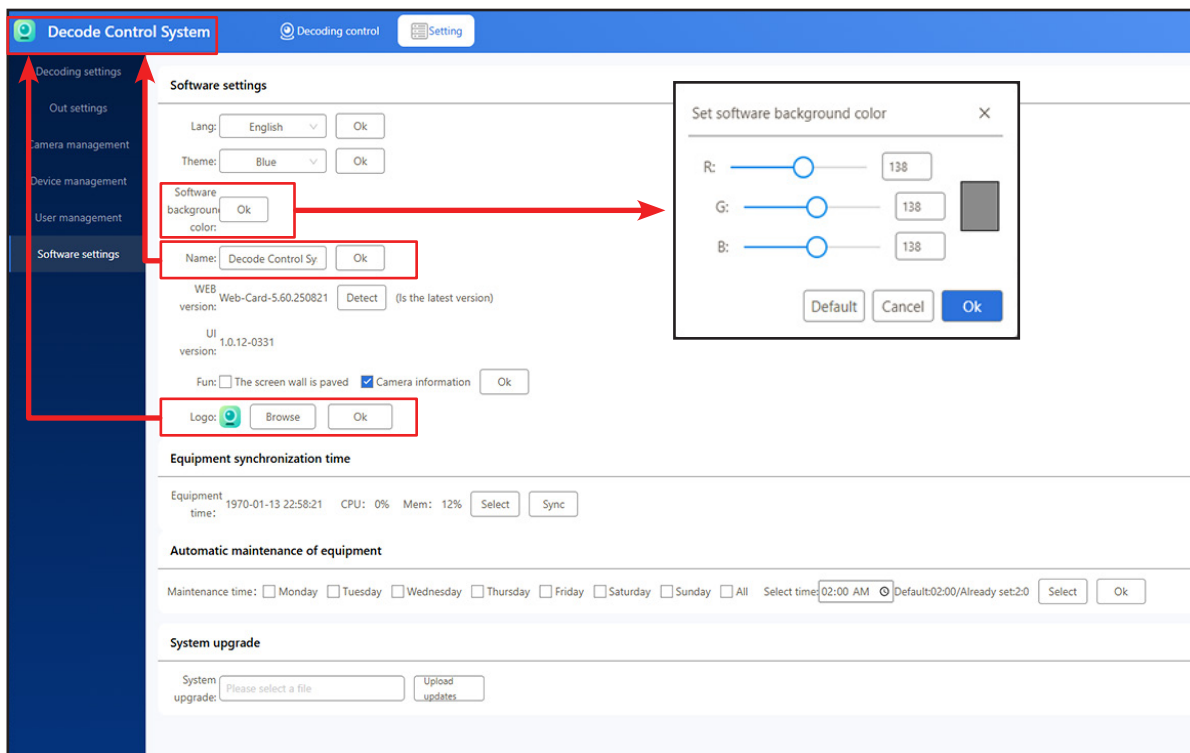 Decode Control System
Decoding control
Setting
Decoding settings
Out settings
Camera management
Device management
User management
Software settings
Software settings
Lang: English Ok
Theme: Blue Ok
Software
background
color:
Ok
Name: Decode Control Sy Ok
WEB
version:
Web-Card-5.60.250821 Detect (Is the latest version)
UI
version:
1.0.12-0331
Fun: The screen wall is paved Camera information Ok
Logo: Browse Ok
Set software background color
R: 138
G: 138
B: 138
Default Cancel Ok
Equipment synchronization time
Equipment
time:
1970-01-13 22:58:21 CPU: 0% Mem: 12% Select Sync
Automatic maintenance of equipment
Maintenance time: Monday Tuesday Wednesday Thursday Friday Saturday Sunday All Select time: 02:00 AM Default:02:00/Already set:2:0 Select Ok
System upgrade
System
upgrade:
Please select a file
Upload
updates